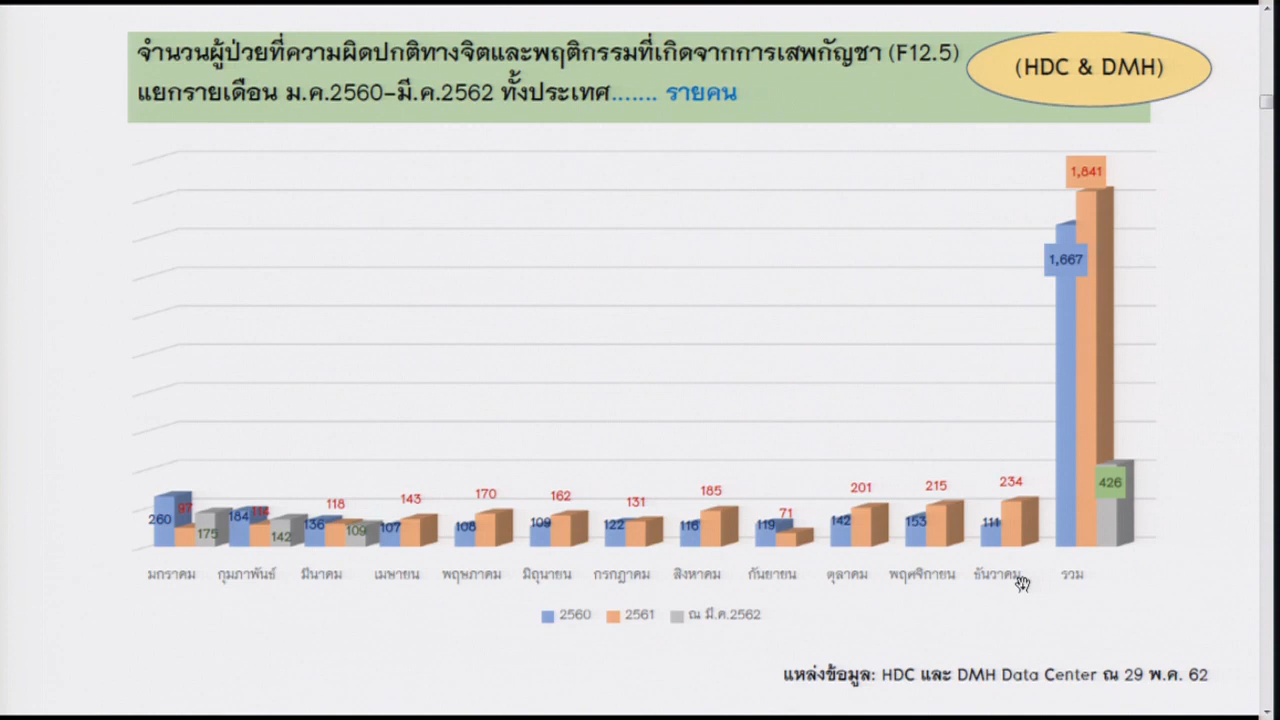 จำนวนผู้ป่วยที่ความผิดปกติทางจิตและพฤติกรรมที่เกิดจากการเสพกัญชา (F12.5)
แยกรายเดือน ม.ค.2560-มี.ค.2562 ทั้งประเทศ....... รายคน
(HDC & DMH)
1,841
1,667
426
260 97 175
184 114 142
136 118 109
107 143
108 170
109 162
122 131
116 185
119 71
142 201
153 215
111 234
มกราคม กุมภาพันธ์ มีนาคม เมษายน พฤษภาคม มิถุนายน กรกฎาคม สิงหาคม กันยายน ตุลาคม พฤศจิกายน ธันวาคม รวม
2560 2561 ณ มี.ค.2562
แหล่งข้อมูล: HDC และ DMH Data Center ณ 29 พ.ค. 62